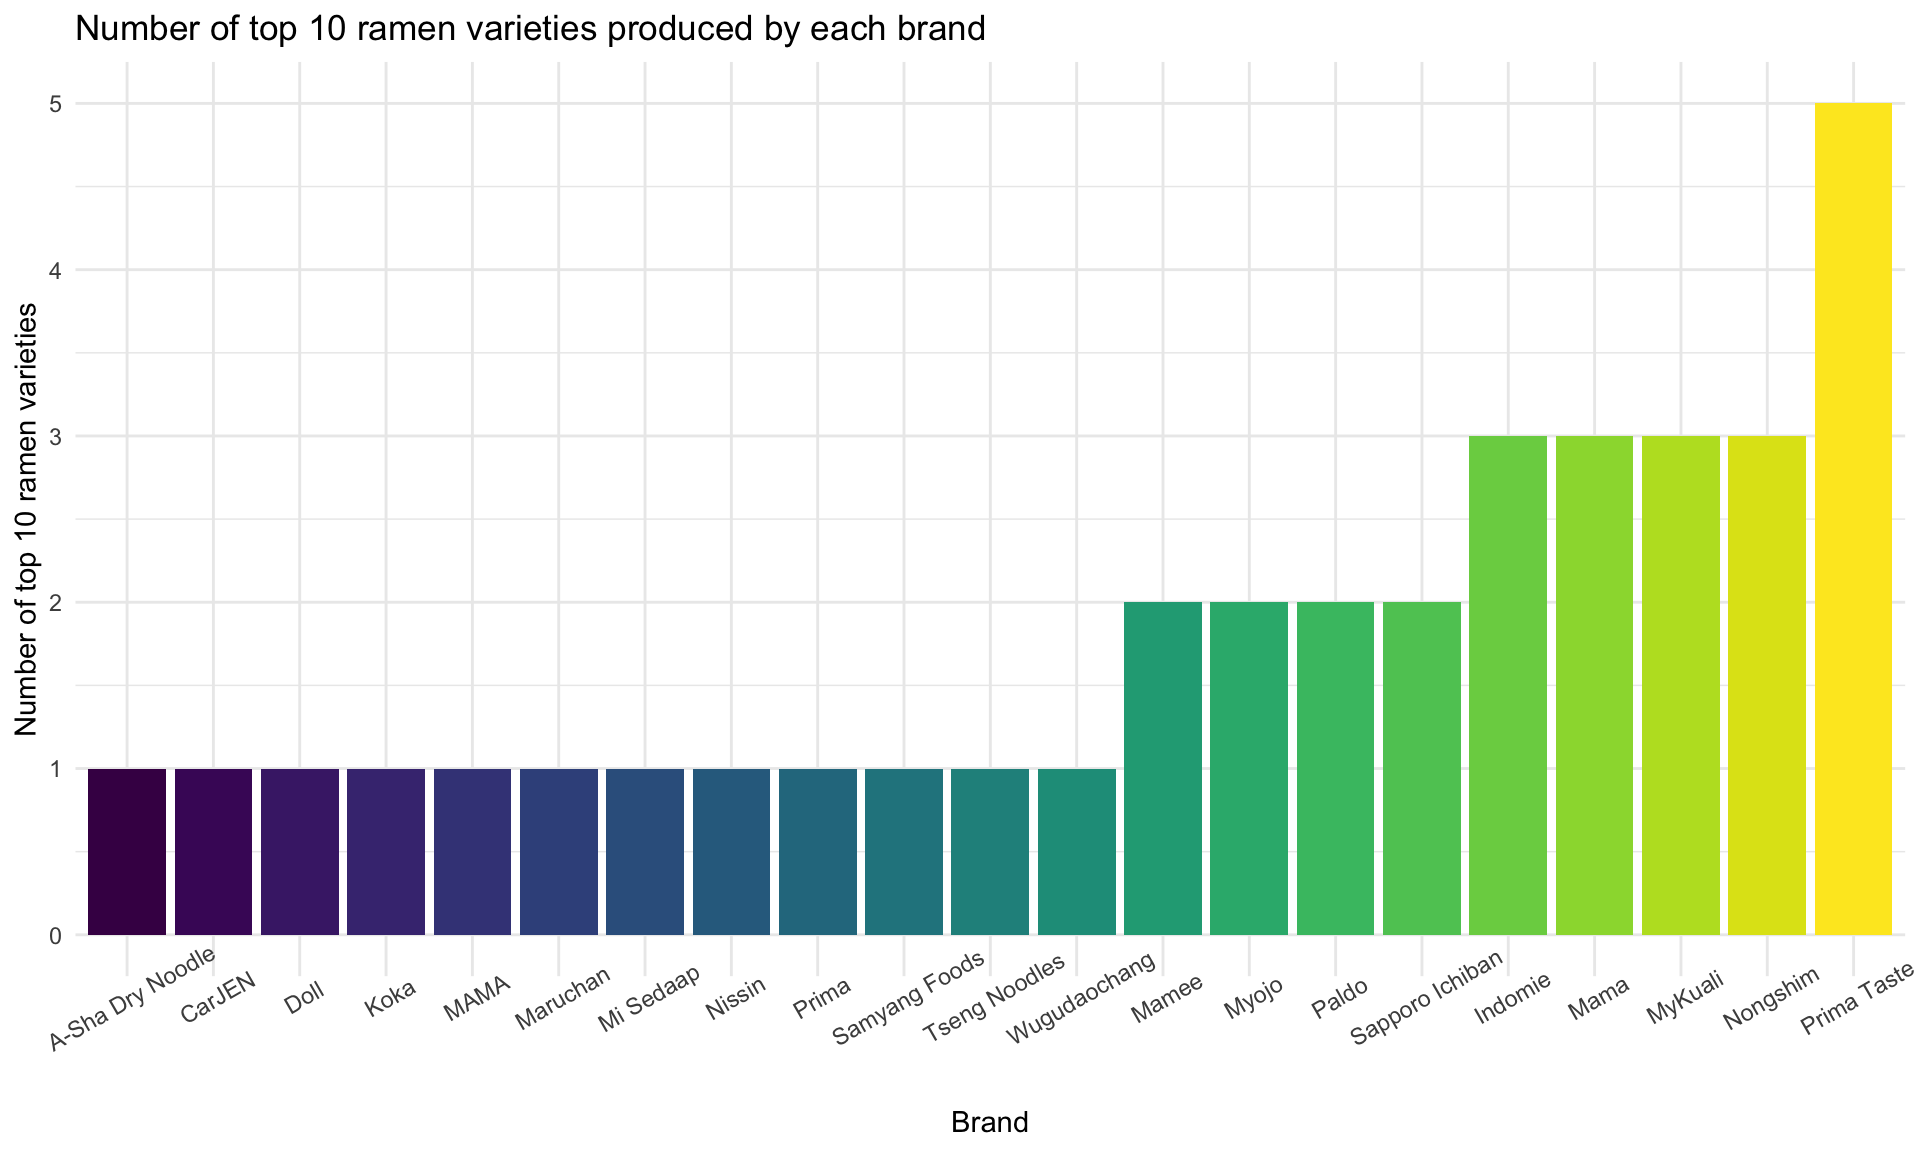 Number of top 10 ramen varieties produced by each brand
Number of top 10 ramen varieties
5
4
3
2
1
0
A-Sha Dry Noodle
CarJEN
Doll
Koka
MAMA
Maruchan
Mi Sedaap
Nissin
Prima
Samyang Foods
Tseng Noodles
Wugudaochang
Mamee
Myojo
Paldo
Sapporo Ichiban
Indomie
Mama
MyKuali
Nongshim
Prima Taste
Brand